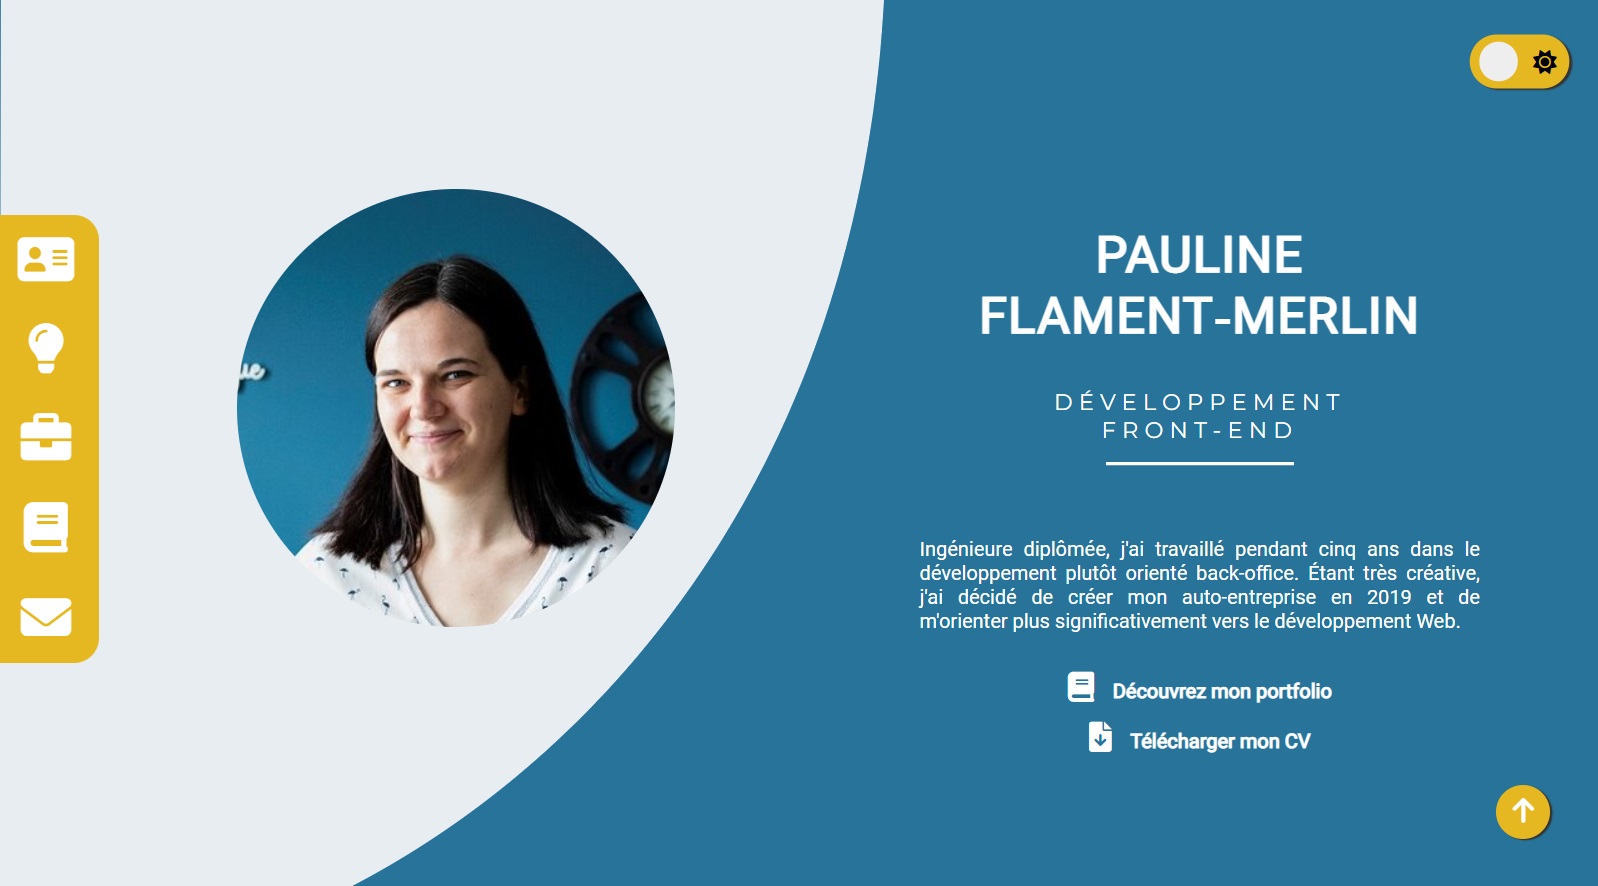 PAULINE
FLAMENT-MERLIN
DÉVELOPPEMENT
FRONT-END
Ingénieure diplômée, j'ai travaillé pendant cinq ans dans le
développement plutôt orienté back-office. Étant très créative,
j'ai décidé de créer mon auto-entreprise en 2019 et de
m'orienter plus significativement vers le développement Web.
Découvrez mon portfolio
Télécharger mon CV